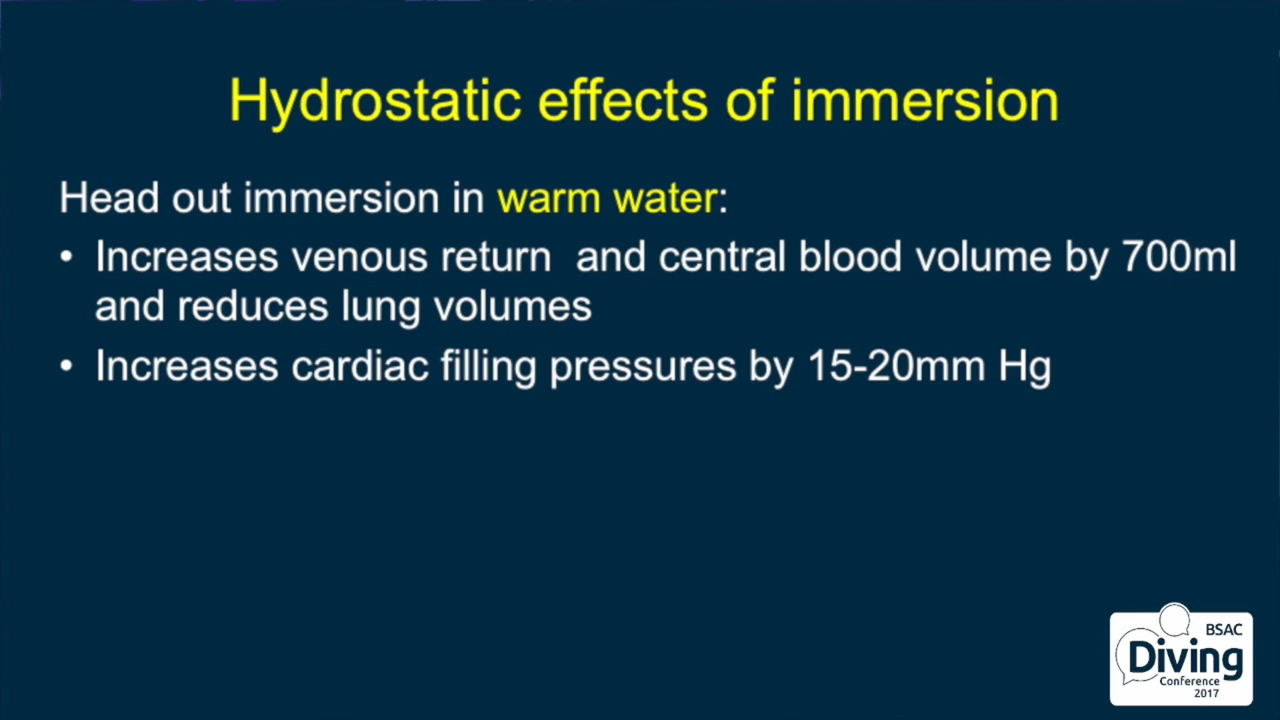 Hydrostatic effects of immersion
Head out immersion in warm water:
• Increases venous return  and central blood volume by 700ml
and reduces lung volumes
• Increases cardiac filling pressures by 15-20mm Hg
BSAC
Diving
Conference
2017